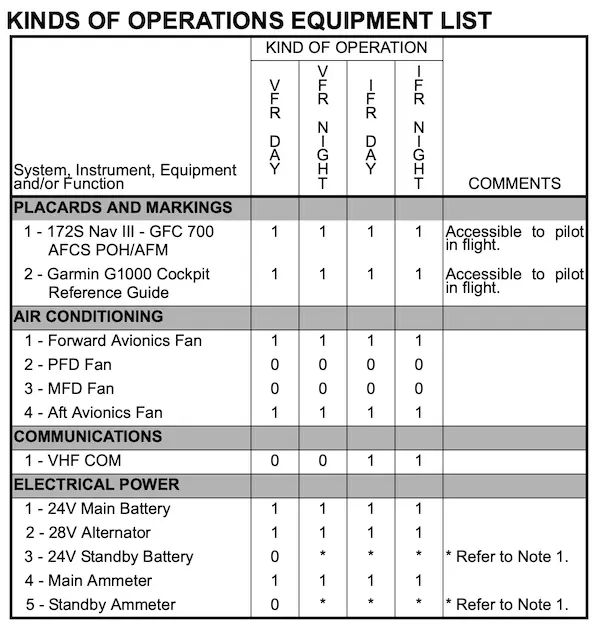 KINDS OF OPERATIONS EQUIPMENT LIST
KIND OF OPERATION
System, Instrument, Equipment
and/or Function
VFR DAY
VFR NIGHT
IFR DAY
IFR NIGHT
COMMENTS
PLACARDS AND MARKINGS
1 - 172S Nav III - GFC 700 1 1 1 1 Accessible to pilot
AFCS POH/AFM in flight.
2 - Garmin G1000 Cockpit 1 1 1 1 Accessible to pilot
Reference Guide in flight.
AIR CONDITIONING
1 - Forward Avionics Fan 1 1 1 1
2 - PFD Fan 0 0 0 0
3 - MFD Fan 0 0 0 0
4 - Aft Avionics Fan 1 1 1 1
COMMUNICATIONS
1 - VHF COM 0 0 1 1
ELECTRICAL POWER
1 - 24V Main Battery 1 1 1 1
2 - 28V Alternator 1 1 1 1
3 - 24V Standby Battery 0 * * * * Refer to Note 1.
4 - Main Ammeter 1 1 1 1
5 - Standby Ammeter 0 * * * * Refer to Note 1.